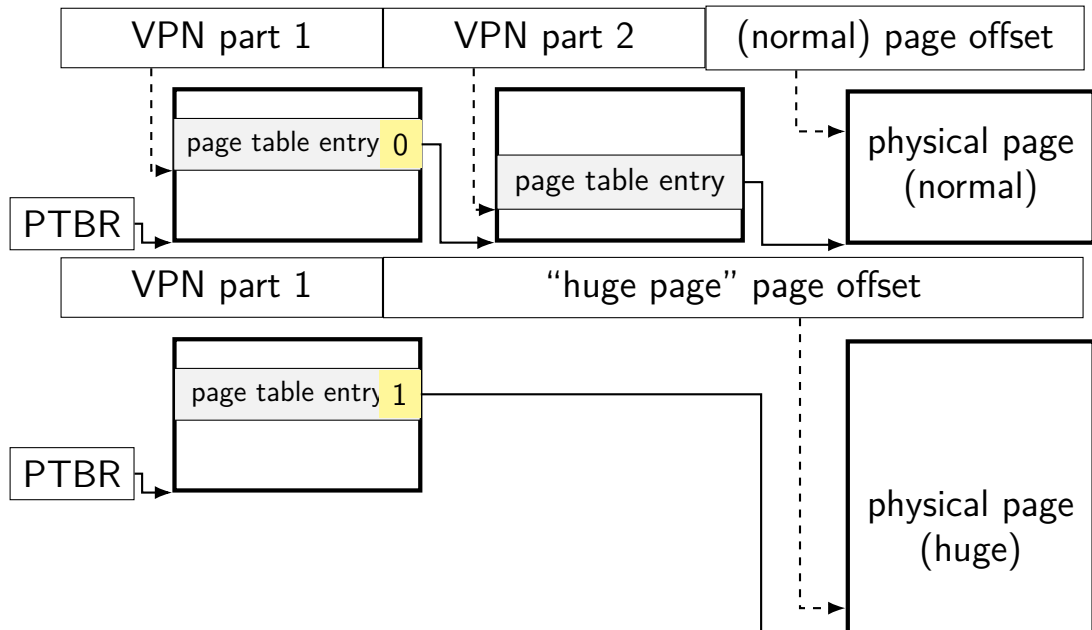 VPN part 1
VPN part 2
(normal) page offset
page table entry 0
page table entry
physical page
(normal)
PTBR
VPN part 1
“huge page” page offset
page table entry 1
PTBR
physical page
(huge)